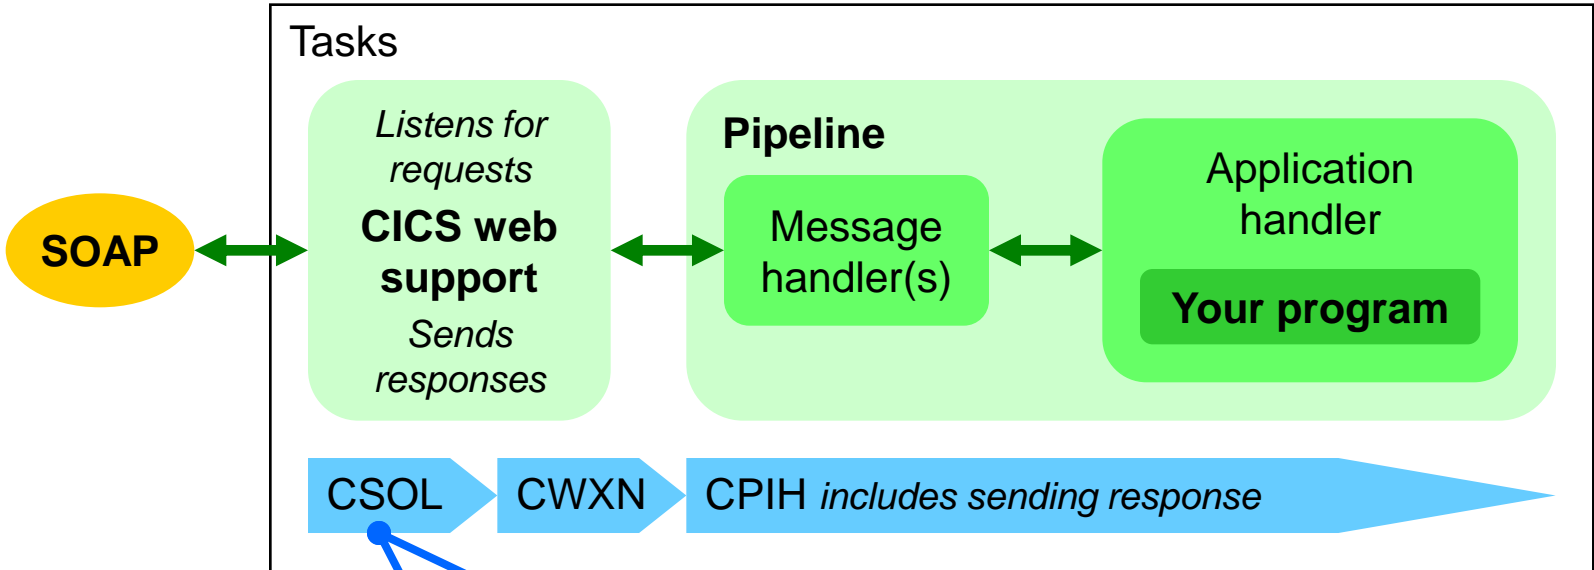 Tasks
Listens for
requests
CICS web
support
Sends
responses
SOAP
Pipeline
Message
handler(s)
Application
handler
Your program
CSOL
CWXN
CPIH includes sending response